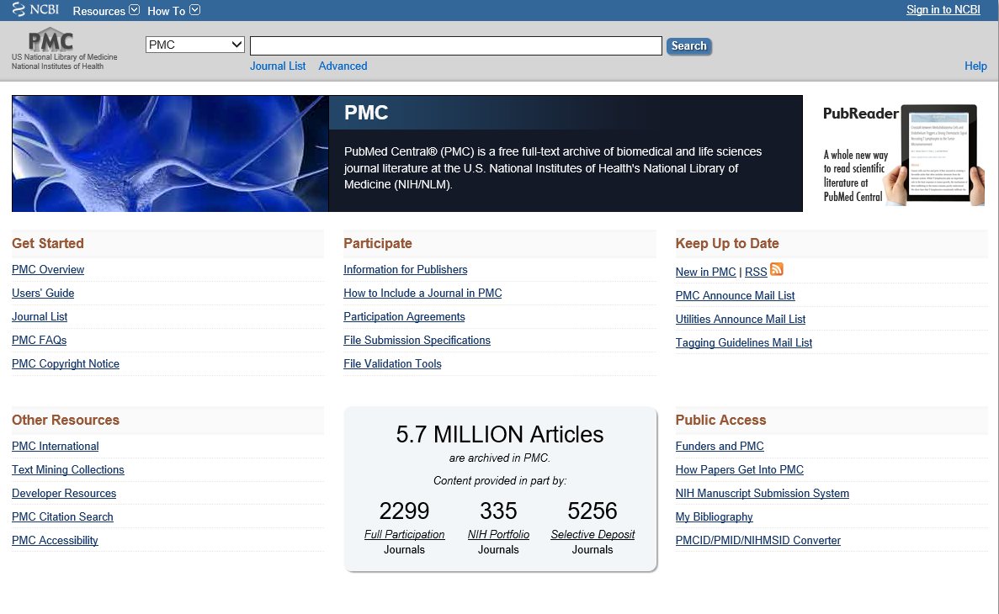 NCBI Resources How To Sign in to NCBI
PMC
US National Library of Medicine
National Institutes of Health
PMC Search
Journal List Advanced Help
PMC
PubMed Central® (PMC) is a free full-text archive of biomedical and life sciences
journal literature at the U.S. National Institutes of Health's National Library of
Medicine (NIH/NLM).
PubReader
A whole new way
to read scientific
literature at
PubMed Central
Get Started
PMC Overview
Users' Guide
Journal List
PMC FAQs
PMC Copyright Notice
Participate
Information for Publishers
How to Include a Journal in PMC
Participation Agreements
File Submission Specifications
File Validation Tools
Keep Up to Date
New in PMC | RSS
PMC Announce Mail List
Utilities Announce Mail List
Tagging Guidelines Mail List
Other Resources
PMC International
Text Mining Collections
Developer Resources
PMC Citation Search
PMC Accessibility
5.7 MILLION Articles
are archived in PMC.
Content provided in part by:
2299 335 5256
Full Participation NIH Portfolio Selective Deposit
Journals Journals Journals
Public Access
Funders and PMC
How Papers Get Into PMC
NIH Manuscript Submission System
My Bibliography
PMCID/PMID/NIHMSID Converter